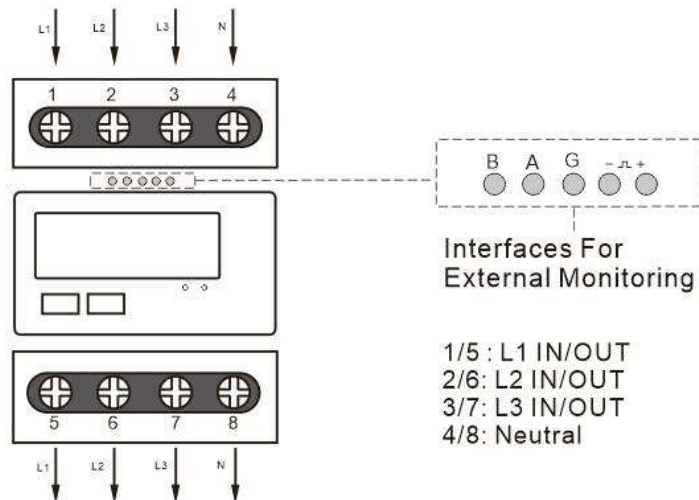 L1 L2 L3 N
1 2 3 4
B A G - ⎍ +
Interfaces For
External Monitoring
1/5 : L1 IN/OUT
2/6: L2 IN/OUT
3/7: L3 IN/OUT
4/8: Neutral
5 6 7 8
L1 L2 L3 N